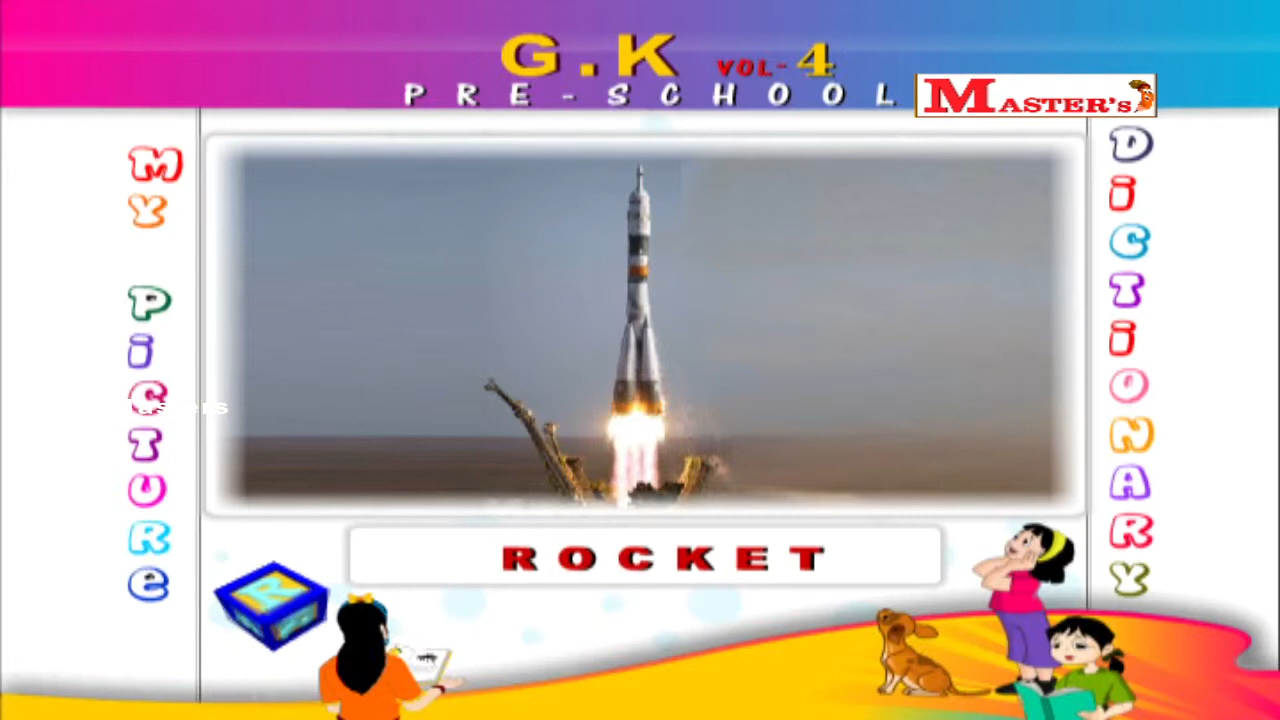 G.K VOL-4
PRE-SCHOOL
MASTER's
MY PiCTURe
DiCTiONARY
ROCKET
R